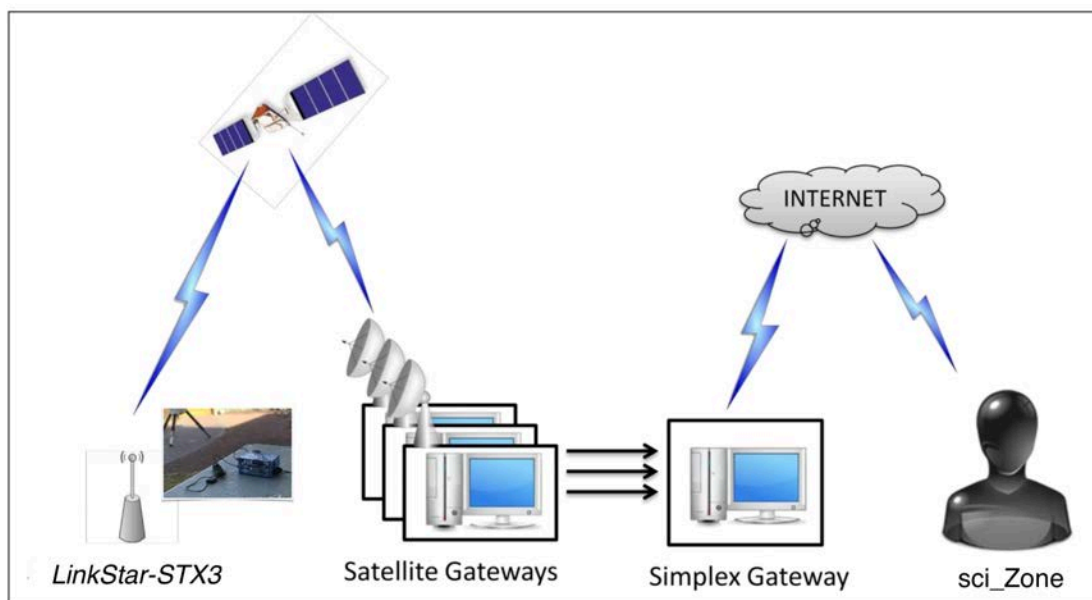 INTERNET
LinkStar-STX3
Satellite Gateways
Simplex Gateway
sci_Zone